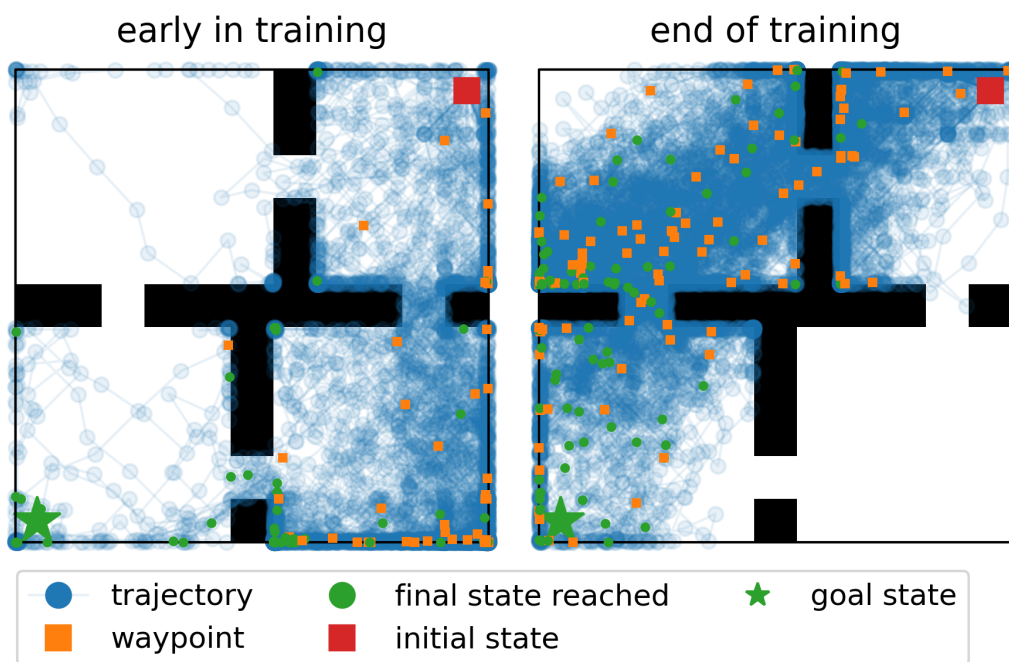 early in training
end of training
trajectory
final state reached
goal state
waypoint
initial state